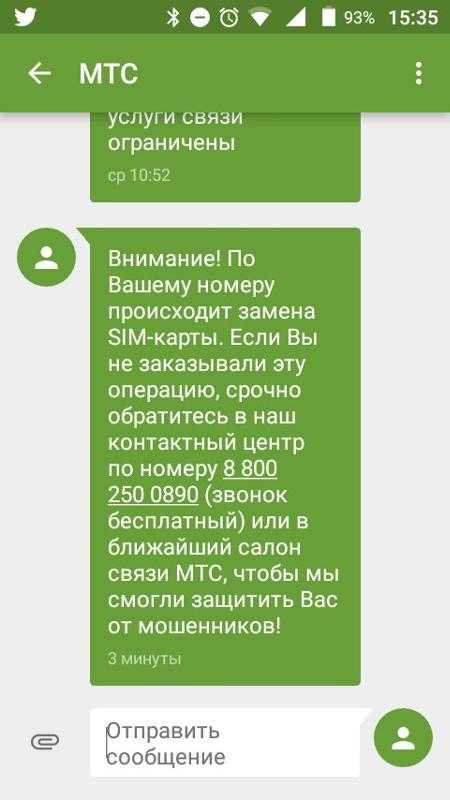 93% 15:35
МТС
услуги связи
ограничены
ср 10:52
Внимание! По
Вашему номеру
происходит замена
SIM-карты. Если Вы
не заказывали эту
операцию, срочно
обратитесь в наш
контактный центр
по номеру 8 800
250 0890 (звонок
бесплатный) или в
ближайший салон
связи МТС, чтобы мы
смогли защитить Вас
от мошенников!
3 минуты
Отправить
сообщение